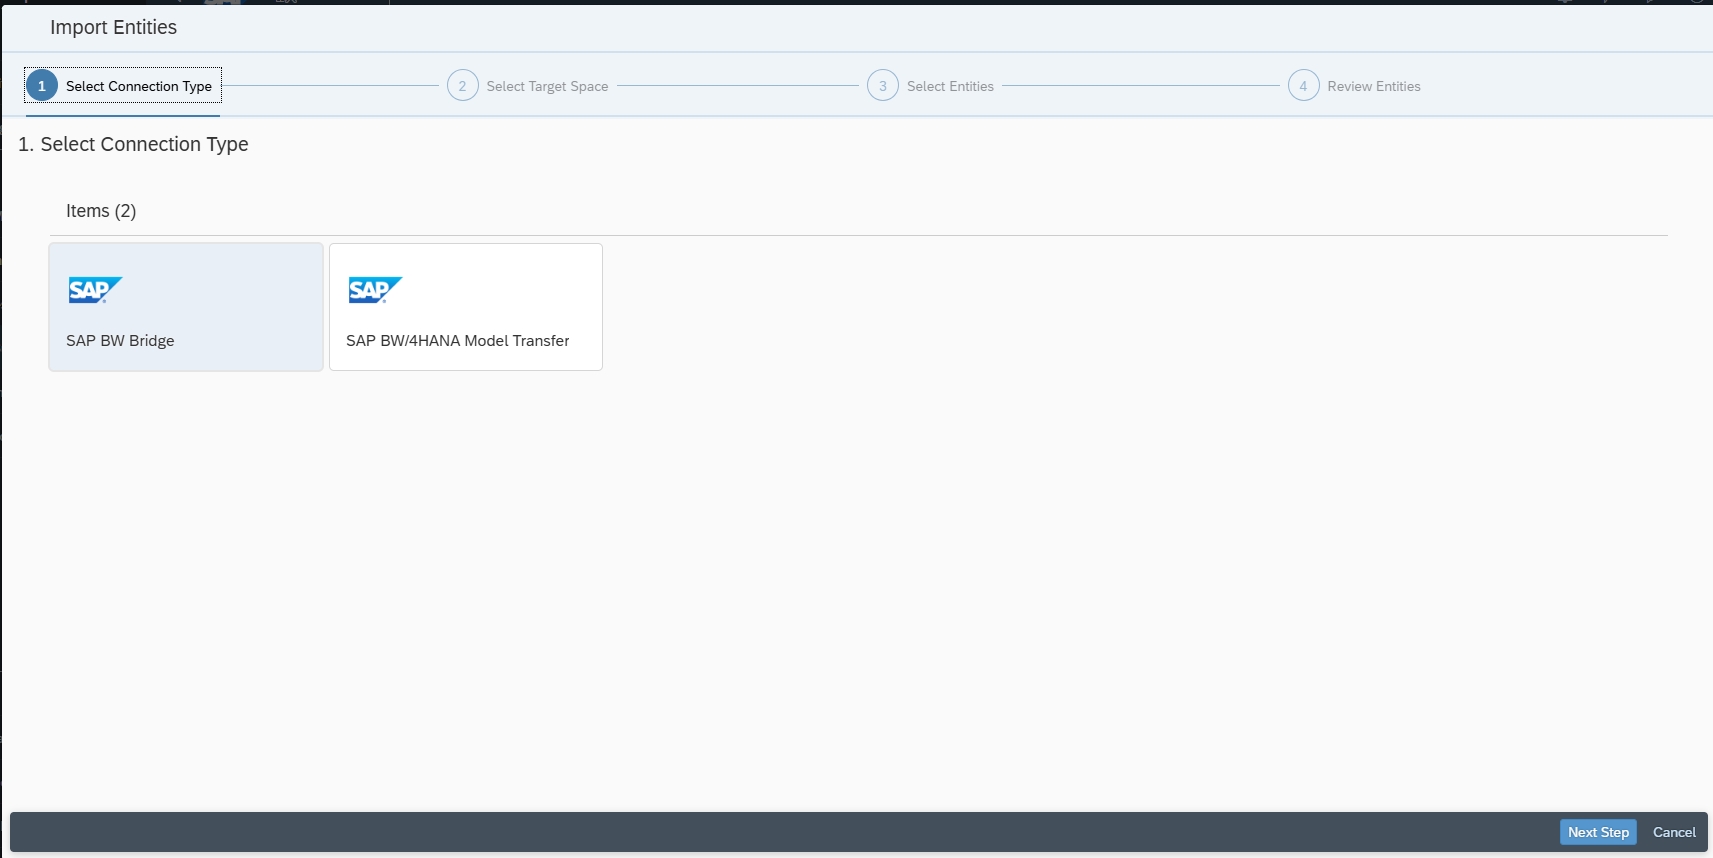 Import Entities
1 Select Connection Type 2 Select Target Space 3 Select Entities 4 Review Entities
1. Select Connection Type
Items (2)
SAP SAP
SAP BW Bridge SAP BW/4HANA Model Transfer
Next Step Cancel